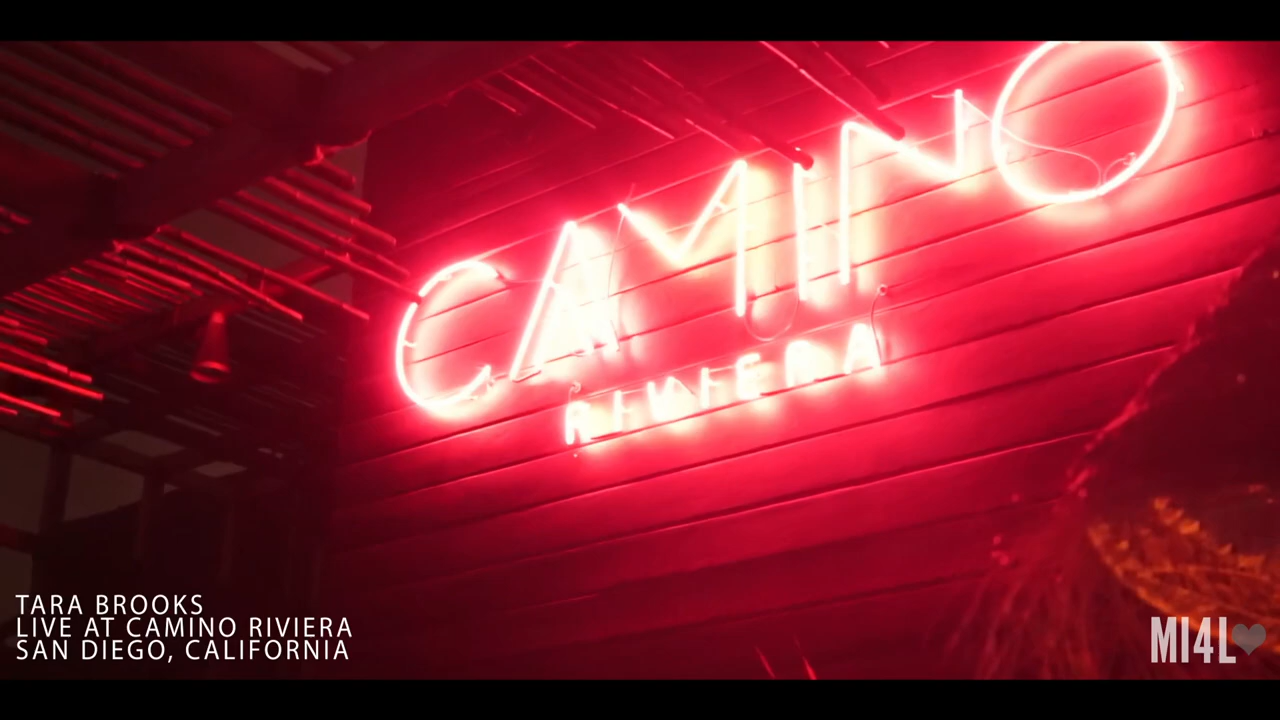 CAMINO
RIVIERA
TARA BROOKS
LIVE AT CAMINO RIVIERA
SAN DIEGO, CALIFORNIA
MI4L